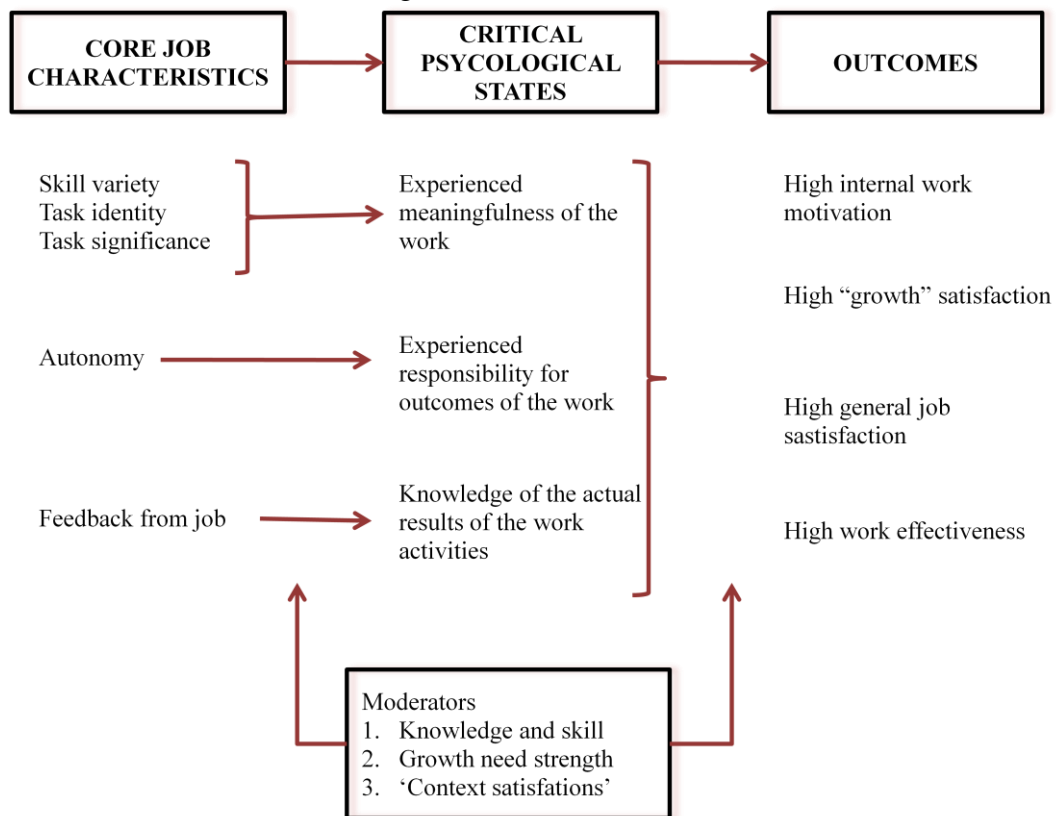 CORE JOB
CHARACTERISTICS
CRITICAL
PSYCOLOGICAL
STATES
OUTCOMES
Skill variety
Task identity
Task significance
Experienced
meaningfulness of the
work
High internal work
motivation
High “growth” satisfaction
Autonomy
Experienced
responsibility for
outcomes of the work
High general job
sastisfaction
Feedback from job
Knowledge of the actual
results of the work
activities
High work effectiveness
Moderators
1. Knowledge and skill
2. Growth need strength
3. ‘Context satisfations’